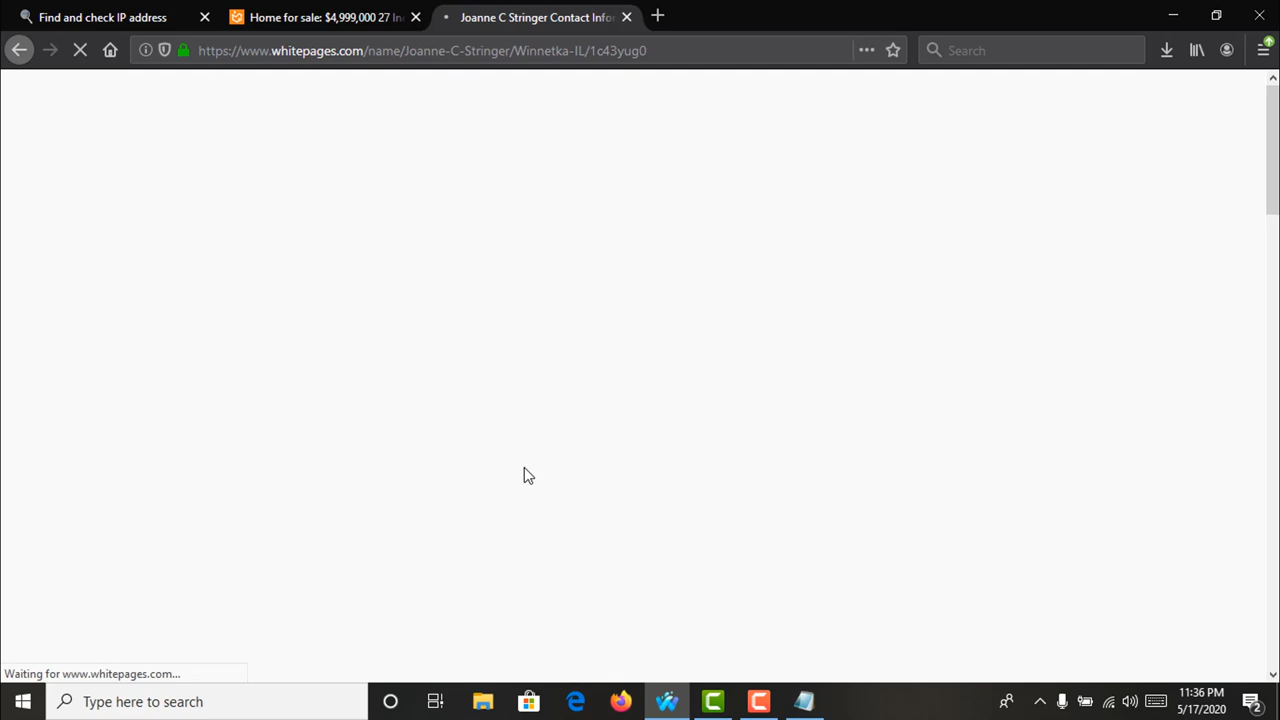 Find and check IP address
Home for sale: $4,999,000 27 In
Joanne C Stringer Contact Infor
https://www.whitepages.com/name/Joanne-C-Stringer/Winnetka-IL/1c43yug0
Search
Waiting for www.whitepages.com...
Type here to search
11:36 PM
5/17/2020
2